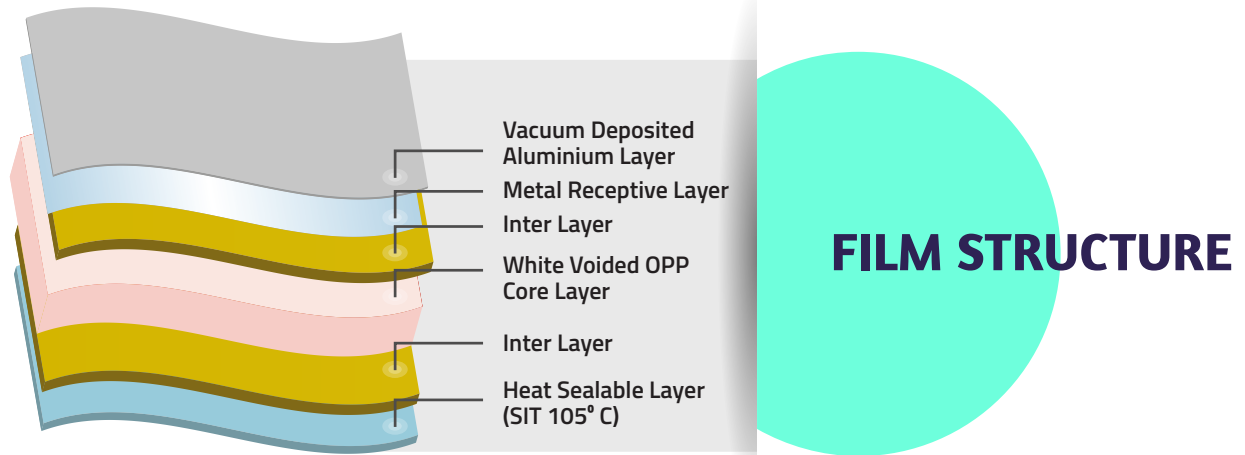 Vacuum Deposited
Aluminium Layer
Metal Receptive Layer
Inter Layer
White Voided OPP
Core Layer
Inter Layer
Heat Sealable Layer
(SIT 105⁰ C)
FILM STRUCTURE